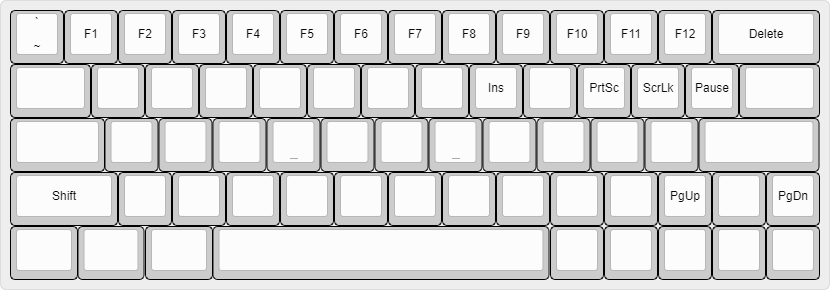 `
~
F1 F2 F3 F4 F5 F6 F7 F8 F9 F10 F11 F12 Delete
Ins PrtSc ScrLk Pause
_ _
Shift PgUp PgDn